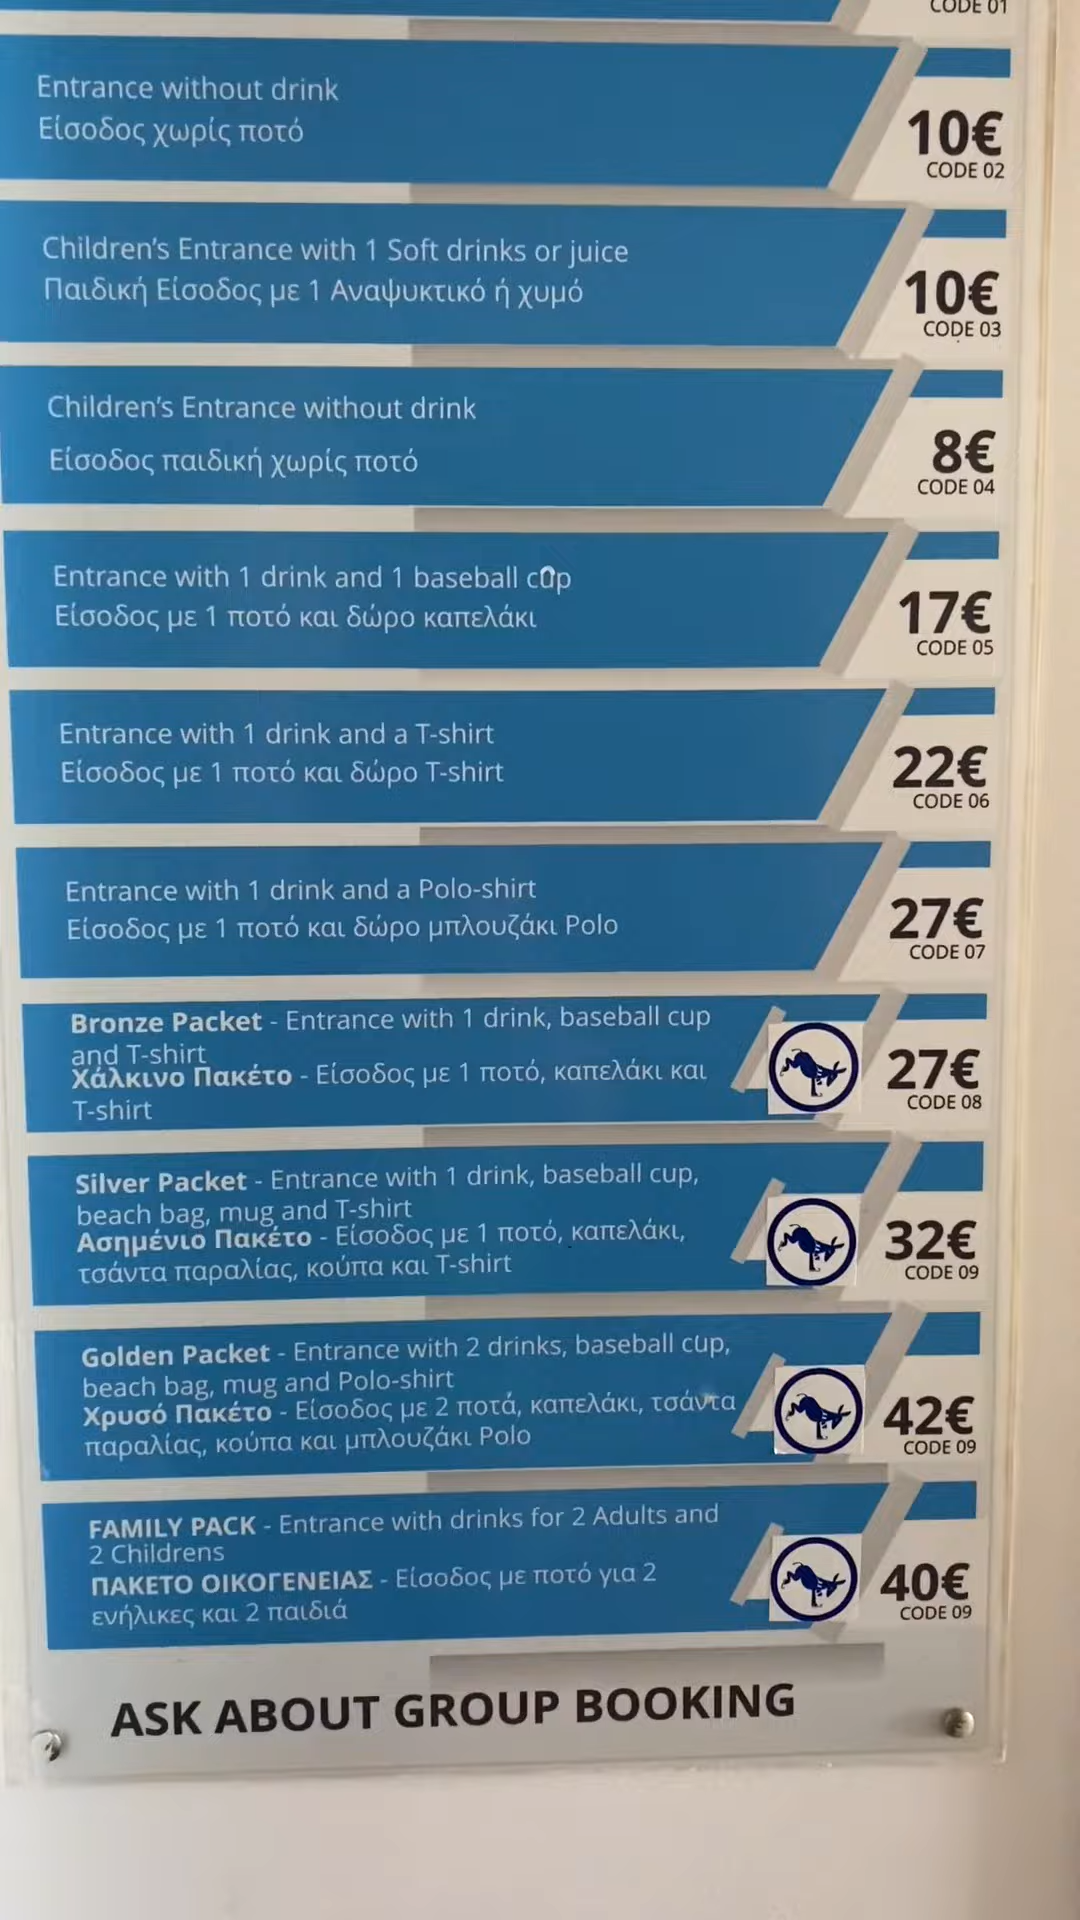 CODE 01
Entrance without drink
Είσοδος χωρίς ποτό
10€
CODE 02
Children's Entrance with 1 Soft drinks or juice
Παιδική Είσοδος με 1 Αναψυκτικό ή χυμό
10€
CODE 03
Children's Entrance without drink
Είσοδος παιδική χωρίς ποτό
8€
CODE 04
Entrance with 1 drink and 1 baseball cap
Είσοδος με 1 ποτό και δώρο καπελάκι
17€
CODE 05
Entrance with 1 drink and a T-shirt
Είσοδος με 1 ποτό και δώρο T-shirt
22€
CODE 06
Entrance with 1 drink and a Polo-shirt
Είσοδος με 1 ποτό και δώρο μπλουζάκι Polo
27€
CODE 07
Bronze Packet - Entrance with 1 drink, baseball cup
and T-shirt
Χάλκινο Πακέτο - Είσοδος με 1 ποτό, καπελάκι και
T-shirt
27€
CODE 08
Silver Packet - Entrance with 1 drink, baseball cup,
beach bag, mug and T-shirt
Ασημένιο Πακέτο - Είσοδος με 1 ποτό, καπελάκι,
τσάντα παραλίας, κούπα και T-shirt
32€
CODE 09
Golden Packet - Entrance with 2 drinks, baseball cup,
beach bag, mug and Polo-shirt
Χρυσό Πακέτο - Είσοδος με 2 ποτά, καπελάκι, τσάντα
παραλίας, κούπα και μπλουζάκι Polo
42€
CODE 09
FAMILY PACK - Entrance with drinks for 2 Adults and
2 Childrens
ΠΑΚΕΤΟ ΟΙΚΟΓΕΝΕΙΑΣ - Είσοδος με ποτό για 2
ενήλικες και 2 παιδιά
40€
CODE 09
ASK ABOUT GROUP BOOKING